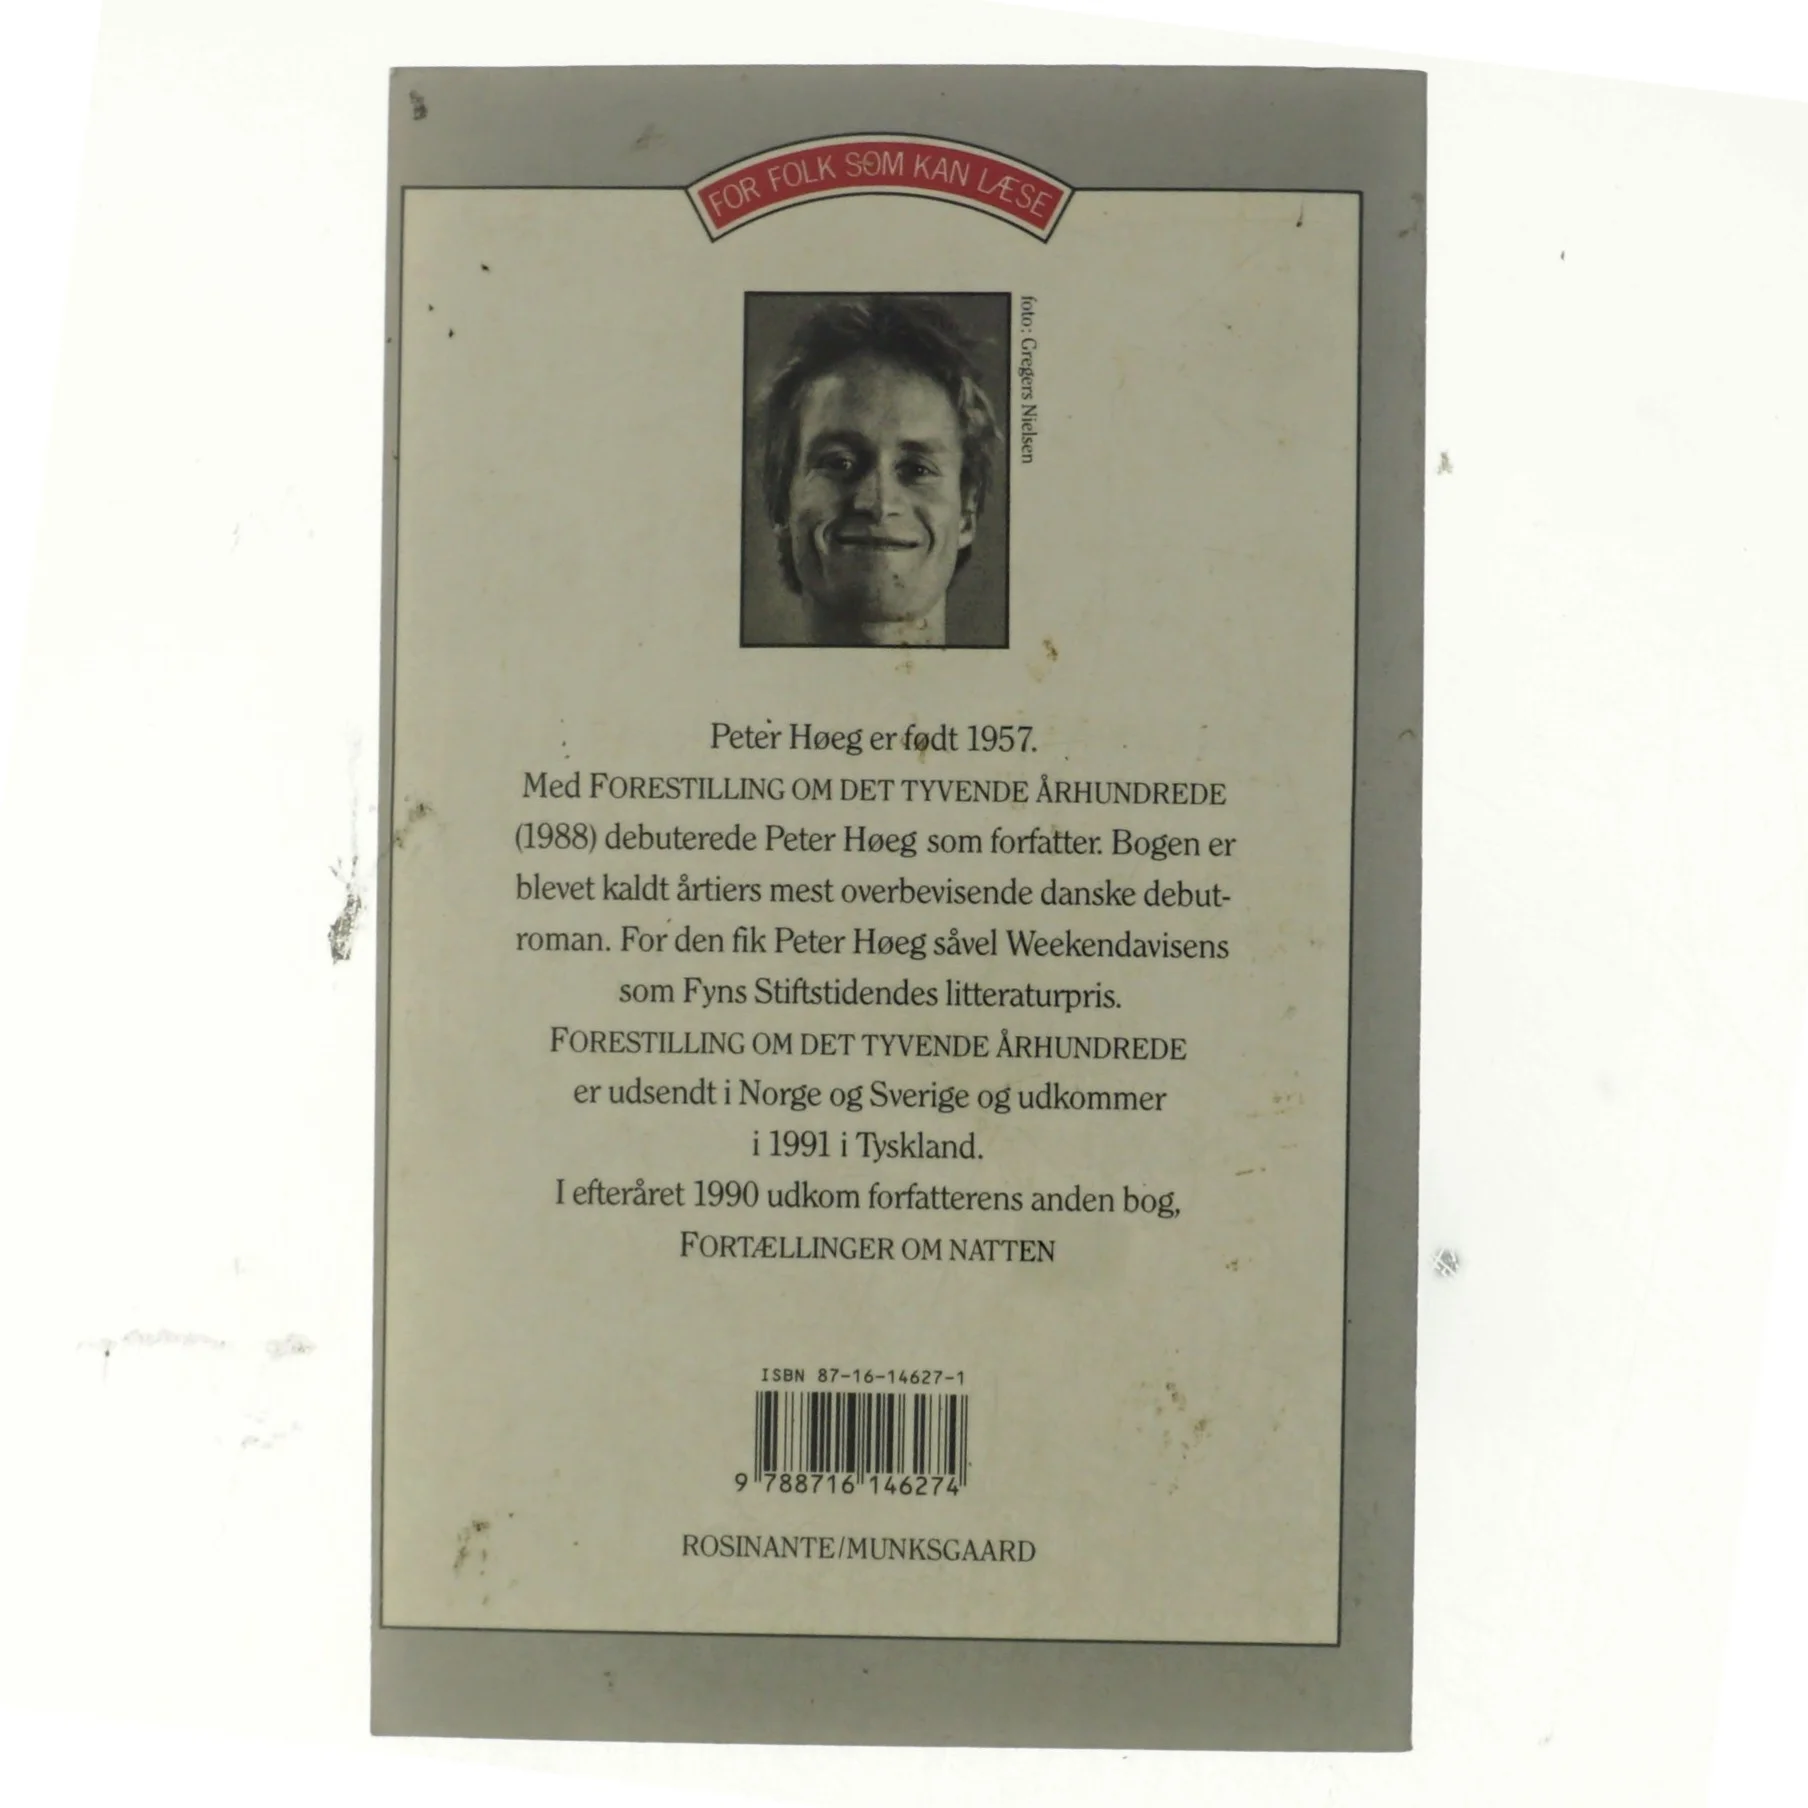 FOR FOLK SOM KAN LÆSE
foto: Gregers Nielsen
Peter Høeg er født 1957.
Med FORESTILLING OM DET TYVENDE ÅRHUNDREDE
(1988) debuterede Peter Høeg som forfatter. Bogen er
blevet kaldt årtiers mest overbevisende danske debut-
roman. For den fik Peter Høeg såvel Weekendavisens
som Fyns Stiftstidendes litteraturpris.
FORESTILLING OM DET TYVENDE ÅRHUNDREDE
er udsendt i Norge og Sverige og udkommer
i 1991 i Tyskland.
I efteråret 1990 udkom forfatterens anden bog,
FORTÆLLINGER OM NATTEN
ISBN 87-16-14627-1
9 788716 146274
ROSINANTE/MUNKSGAARD